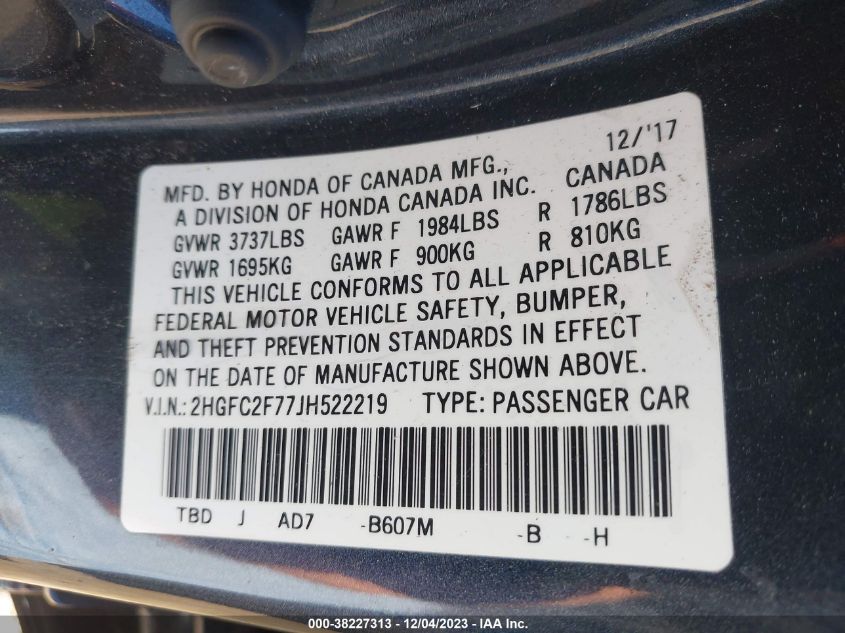 12/'17
MFD. BY HONDA OF CANADA MFG.,
A DIVISION OF HONDA CANADA INC. CANADA
GVWR 3737LBS GAWR F 1984LBS R 1786LBS
GVWR 1695KG GAWR F 900KG R 810KG
THIS VEHICLE CONFORMS TO ALL APPLICABLE
FEDERAL MOTOR VEHICLE SAFETY, BUMPER,
AND THEFT PREVENTION STANDARDS IN EFFECT
ON THE DATE OF MANUFACTURE SHOWN ABOVE.
V.I.N.: 2HGFC2F77JH522219 TYPE: PASSENGER CAR
TBD J AD7 -B607M -B -H
000-38227313 - 12/04/2023 - IAA Inc.